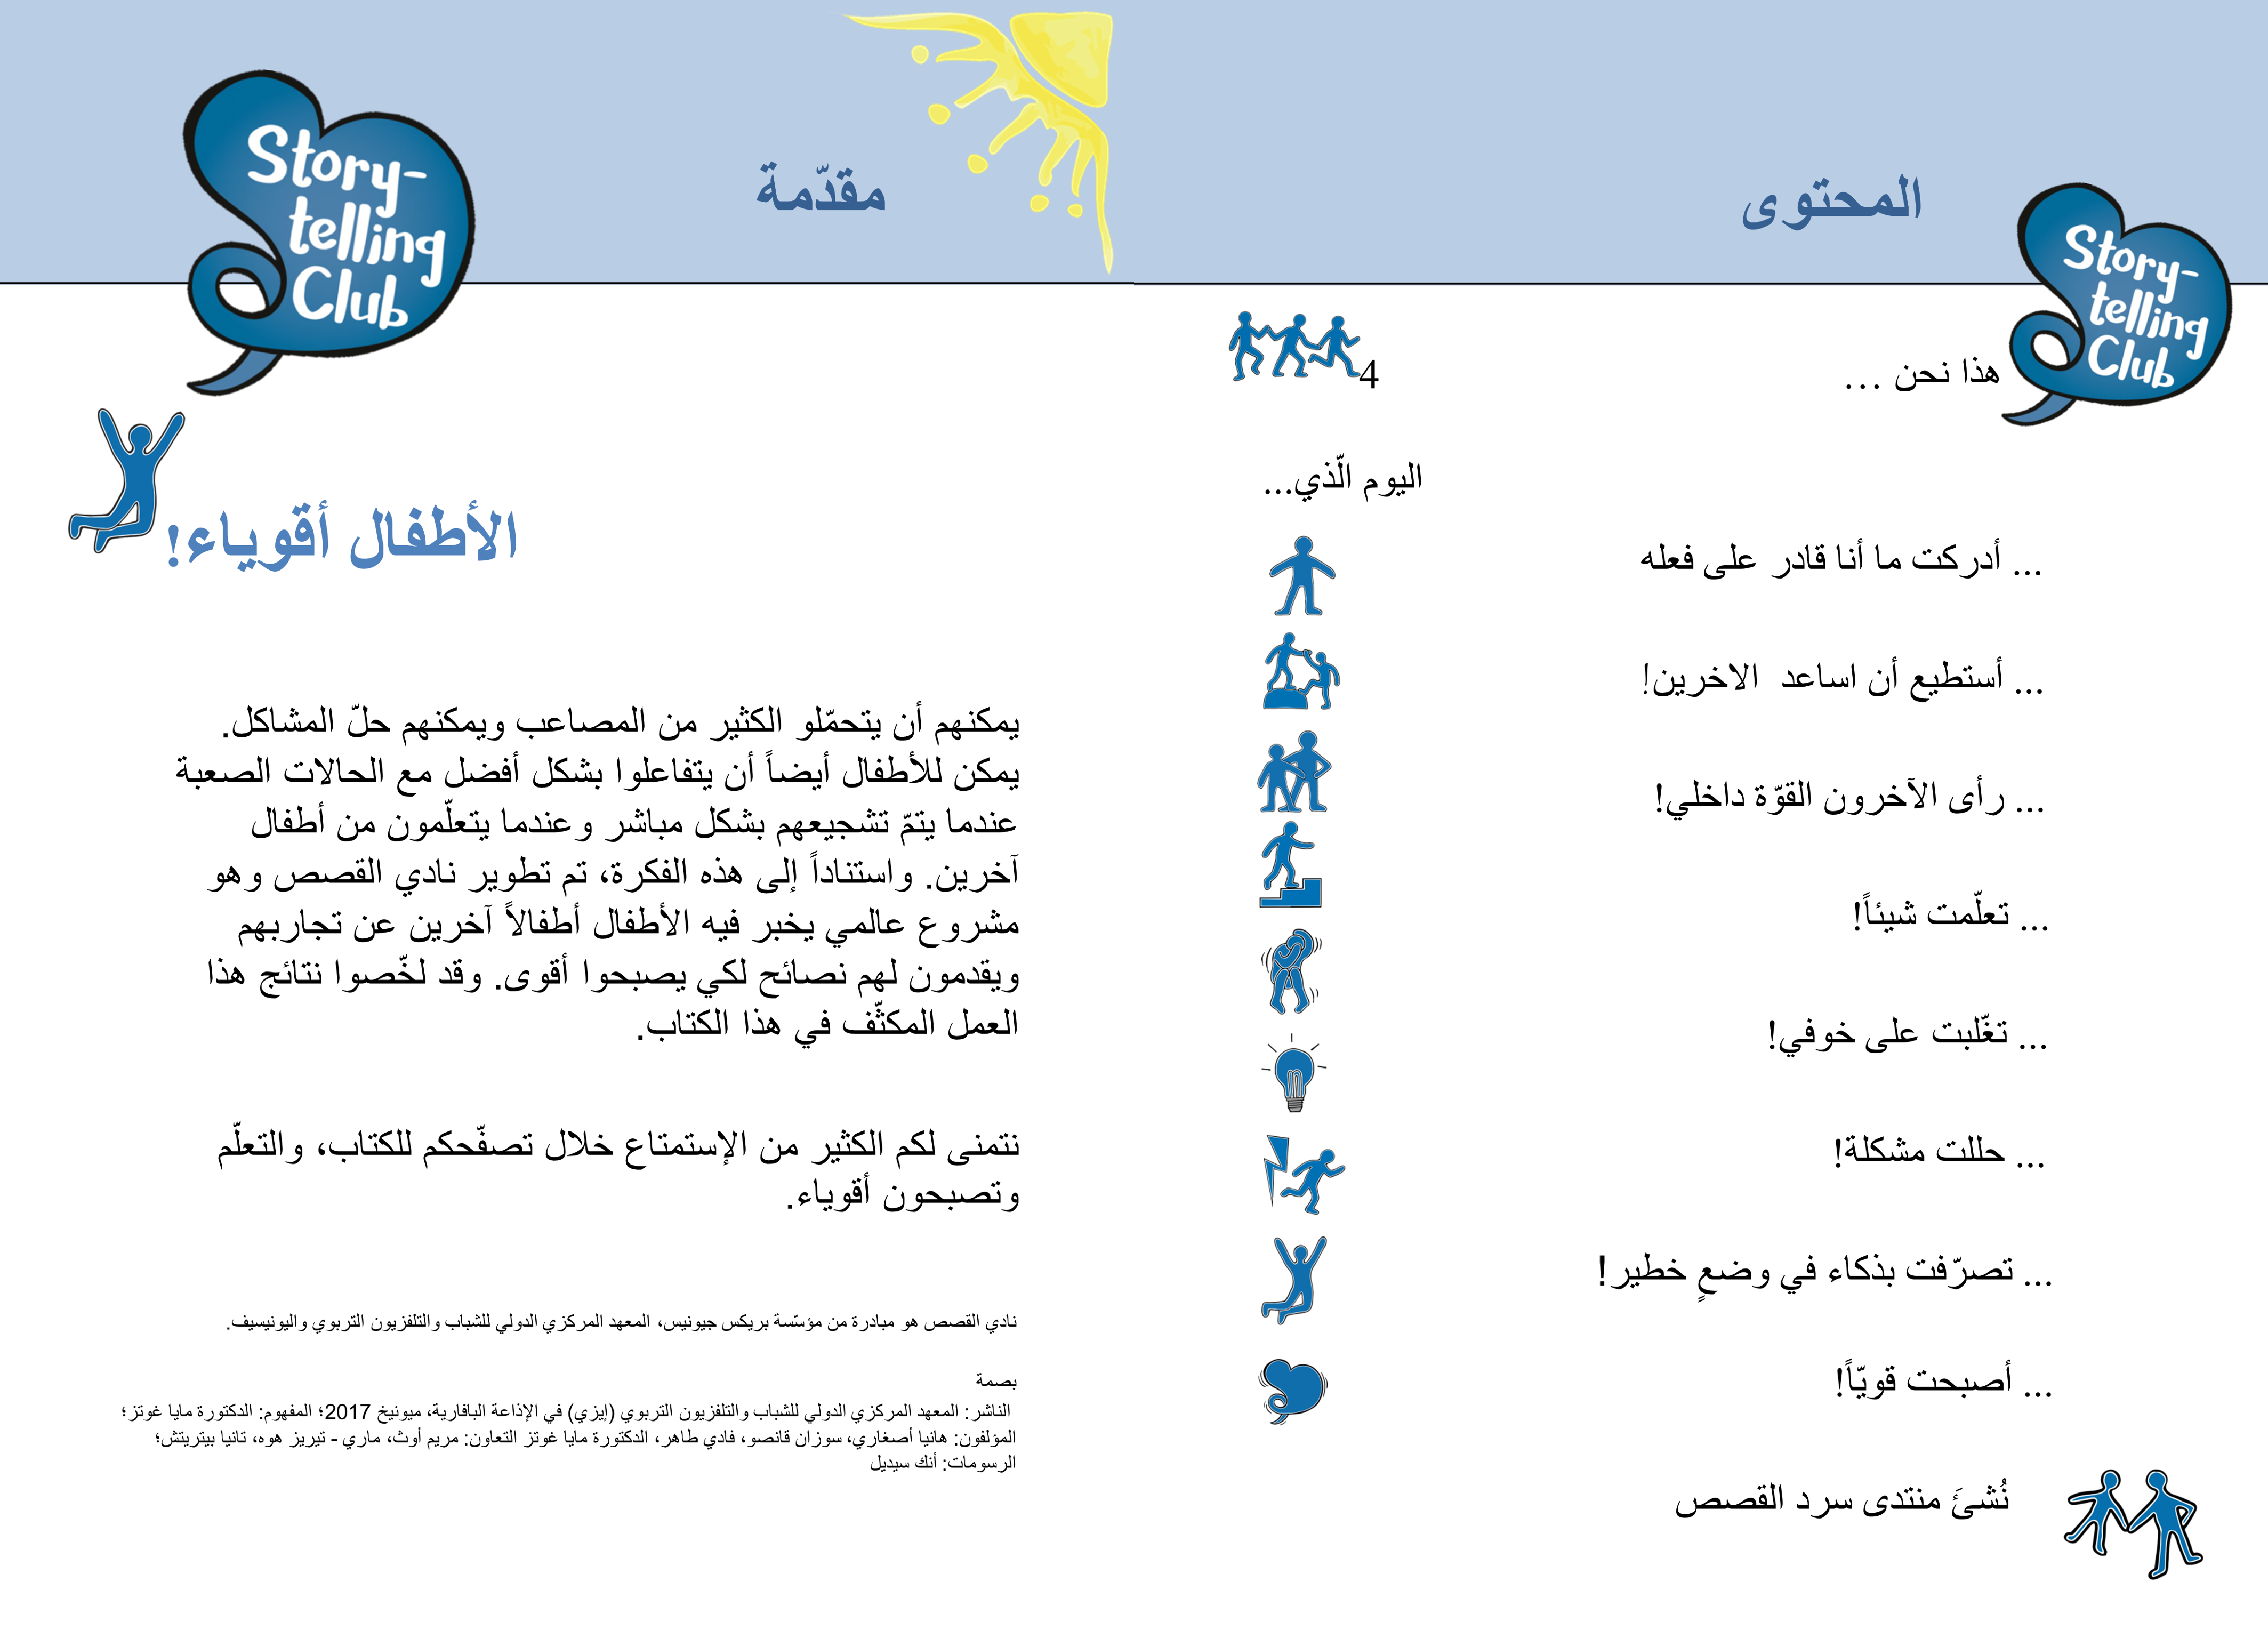 المحتوى
Story-
telling
Club
هذا نحن ...
4
اليوم الّذي...
... أدركت ما أنا قادر على فعله
... أستطيع أن اساعد الاخرين!
... رأى الآخرون القوّة داخلي!
... تعلّمت شيئاً!
... تغّلبت على خوفي!
... حللت مشكلة!
... تصرّفت بذكاء في وضعٍ خطير!
... أصبحت قويّاً!
نُشئَ منتدى سرد القصص
مقدّمة
Story-
telling
Club
الأطفال أقوياء!
يمكنهم أن يتحمّلو الكثير من المصاعب ويمكنهم حلّ المشاكل.
يمكن للأطفال أيضاً أن يتفاعلوا بشكل أفضل مع الحالات الصعبة
عندما يتمّ تشجيعهم بشكل مباشر وعندما يتعلّمون من أطفال
آخرين. واستناداً إلى هذه الفكرة، تم تطوير نادي القصص وهو
مشروع عالمي يخبر فيه الأطفال أطفالاً آخرين عن تجاربهم
ويقدمون لهم نصائح لكي يصبحوا أقوى. وقد لخّصوا نتائج هذا
العمل المكثّف في هذا الكتاب.
نتمنى لكم الكثير من الإستمتاع خلال تصفّحكم للكتاب، والتعلّم
وتصبحون أقوياء.
نادي القصص هو مبادرة من مؤسّسة بريكس جيونيس، المعهد المركزي الدولي للشباب والتلفزيون التربوي واليونيسيف.
بصمة
الناشر: المعهد المركزي الدولي للشباب والتلفزيون التربوي (إيزي) في الإذاعة البافارية، ميونيخ 2017؛ المفهوم: الدكتورة مايا غوتز؛
المؤلفون: هانيا أصغاري، سوزان قانصو، فادي طاهر، الدكتورة مايا غوتز التعاون: مريم أوث، ماري - تيريز هوه، تانيا بيتريتش؛
الرسومات: أنك سيديل